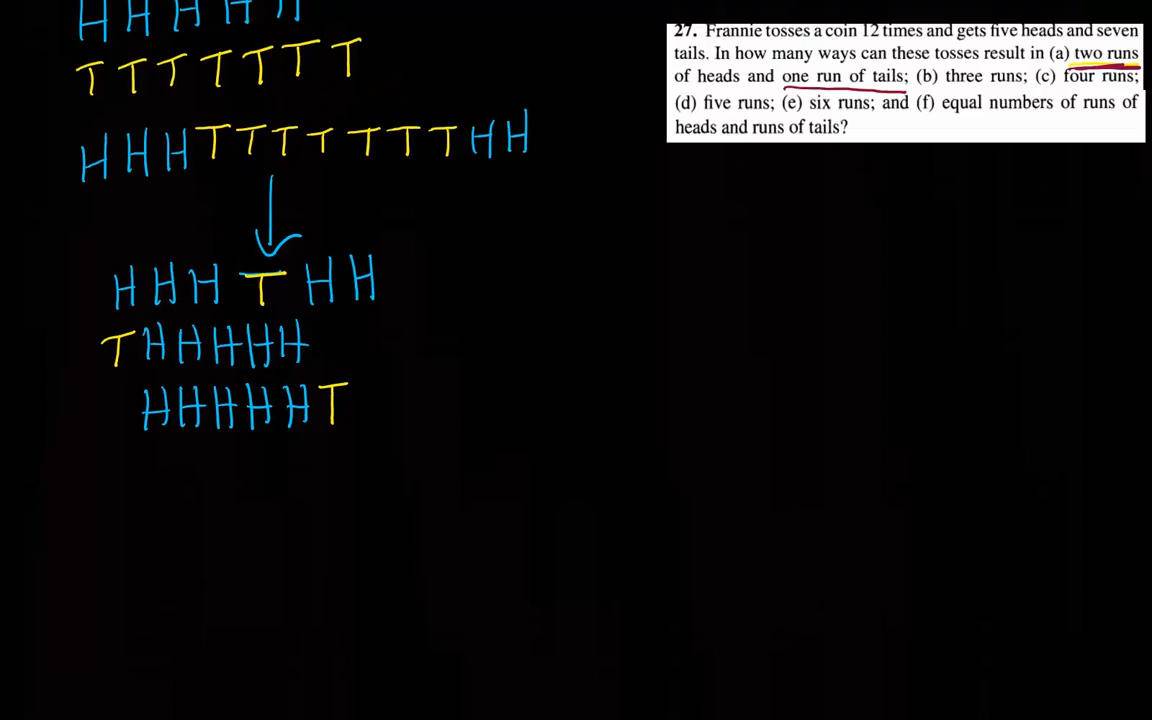 H H H H H
T T T T T T T
H H H T T T T T T T H H
H H H T H H
T H H H H H
H H H H H T
27. Frannie tosses a coin 12 times and gets five heads and seven
tails. In how many ways can these tosses result in (a) two runs
of heads and one run of tails; (b) three runs; (c) four runs;
(d) five runs; (e) six runs; and (f) equal numbers of runs of
heads and runs of tails?